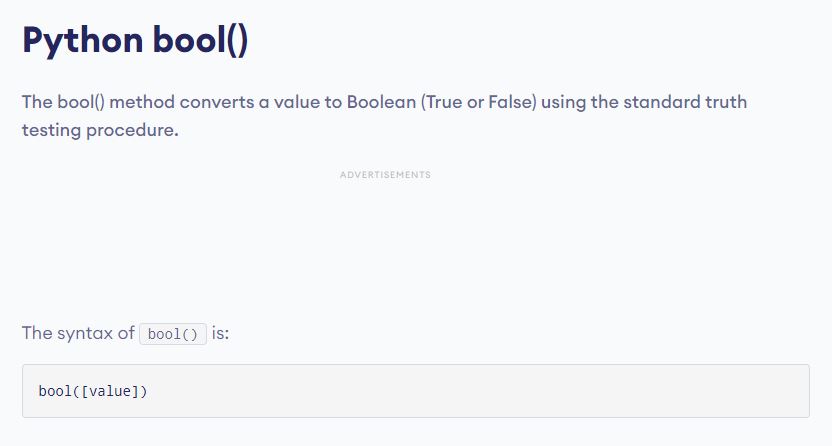 Python bool()
The bool() method converts a value to Boolean (True or False) using the standard truth
testing procedure.
ADVERTISEMENTS
The syntax of bool() is:
bool([value])